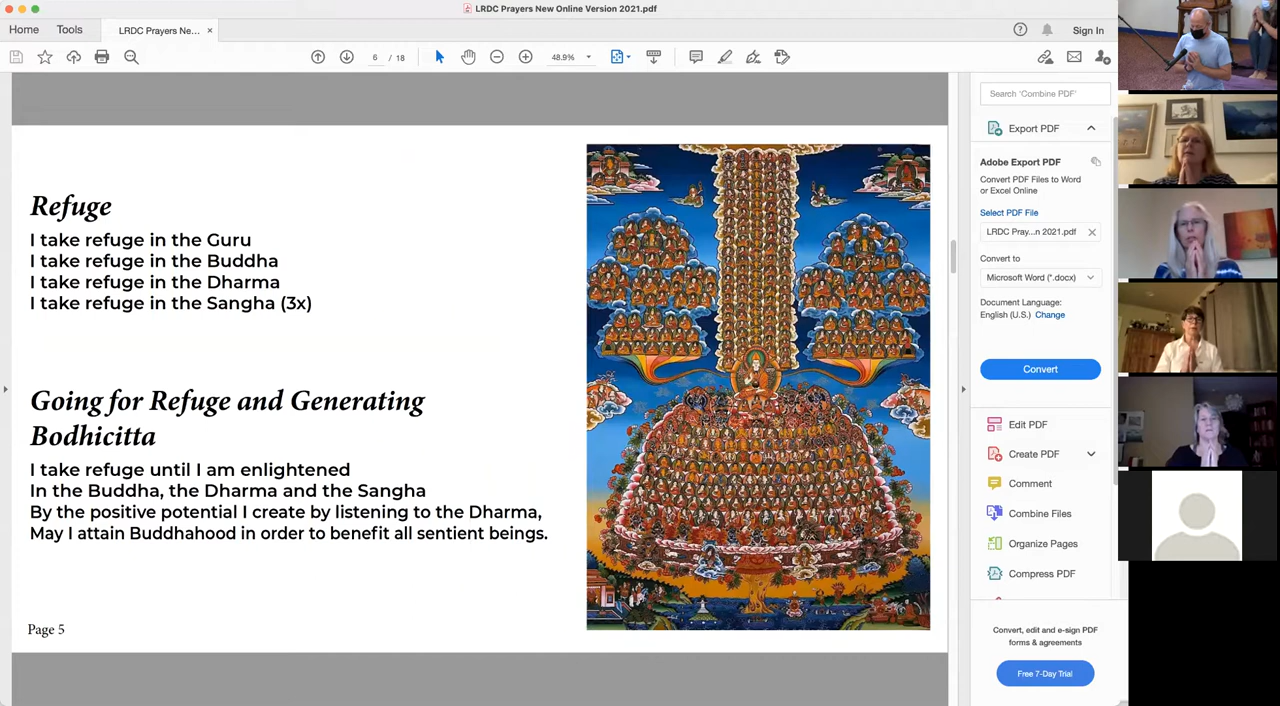 LRDC Prayers New Online Version 2021.pdf
Home
Tools
LRDC Prayers Ne... ×
Sign In
6 / 18
48.9%
Search 'Combine PDF'
Export PDF
Adobe Export PDF
Convert PDF Files to Word
or Excel Online
Select PDF File
LRDC Pray...n 2021.pdf
Convert to
Microsoft Word (*.docx)
Document Language:
English (U.S.) Change
Convert
Edit PDF
Create PDF
Comment
Combine Files
Organize Pages
Compress PDF
Convert, edit and e-sign PDF
forms & agreements
Free 7-Day Trial
Refuge
I take refuge in the Guru
I take refuge in the Buddha
I take refuge in the Dharma
I take refuge in the Sangha (3x)
Going for Refuge and Generating
Bodhicitta
I take refuge until I am enlightened
In the Buddha, the Dharma and the Sangha
By the positive potential I create by listening to the Dharma,
May I attain Buddhahood in order to benefit all sentient beings.
Page 5